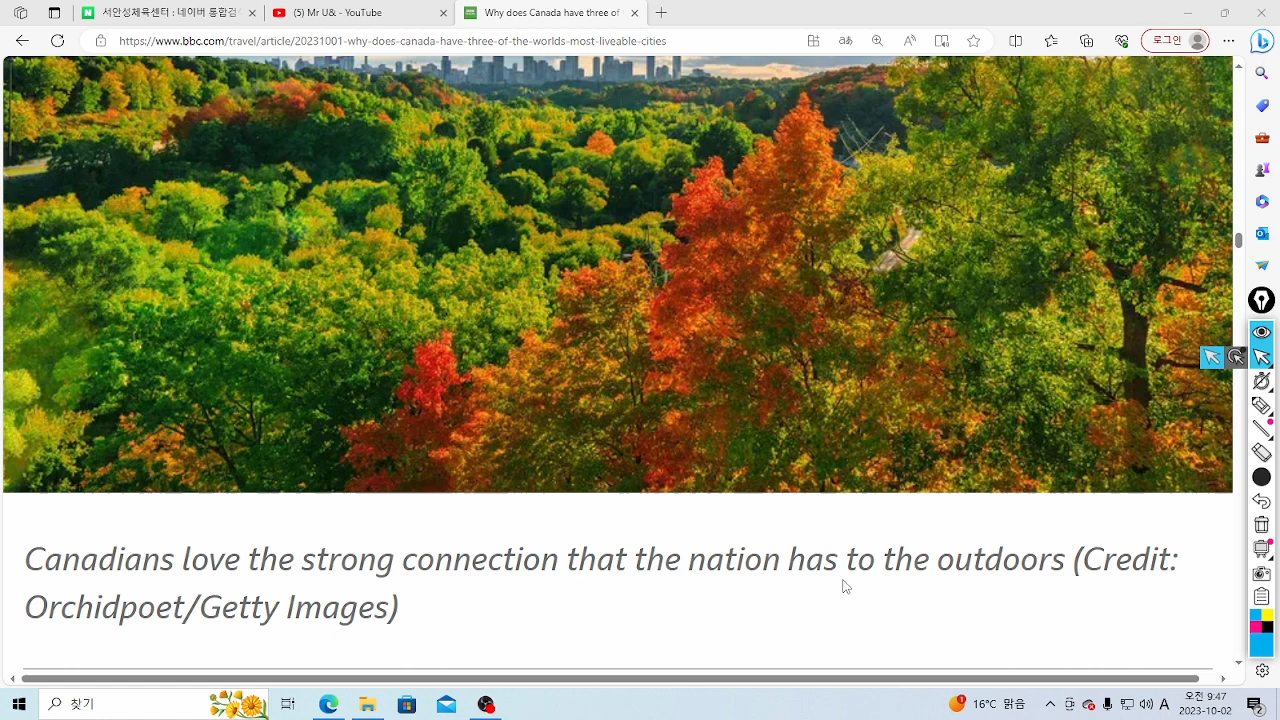 서안성체육센터 : 네이버 통합검색
(5) Mr U& - YouTube
Why does Canada have three of
https://www.bbc.com/travel/article/20231001-why-does-canada-have-three-of-the-worlds-most-liveable-cities
로그인
Canadians love the strong connection that the nation has to the outdoors (Credit:
Orchidpoet/Getty Images)
찾기
1
16°C 맑음
A
오전 9:47
2023-10-02
2